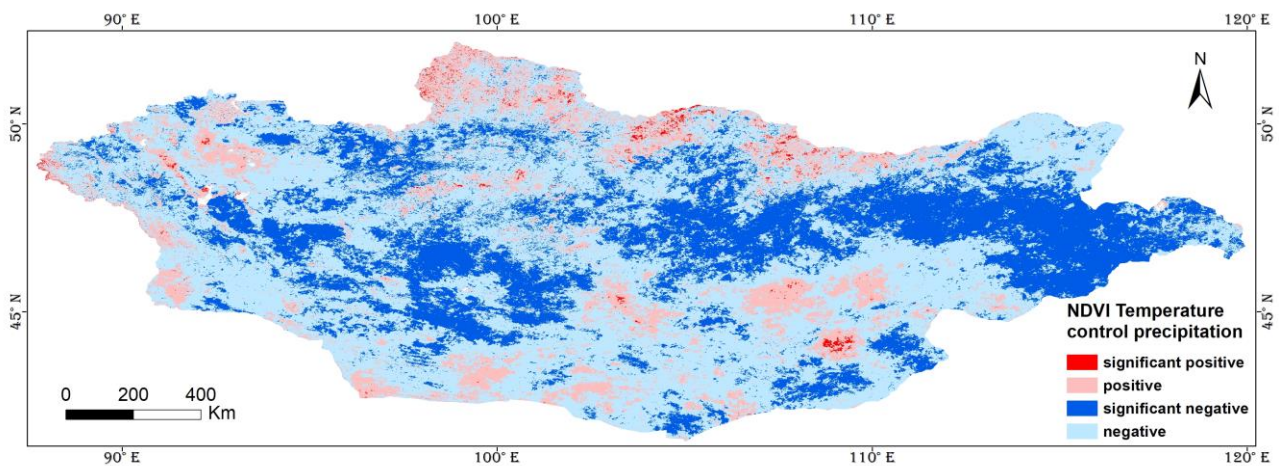 90° E 100° E 110° E 120° E
N
50° N 50° N
45° N 45° N
NDVI Temperature
control precipitation
significant positive
positive
significant negative
negative
0 200 400
Km
90° E 100° E 110° E 120° E